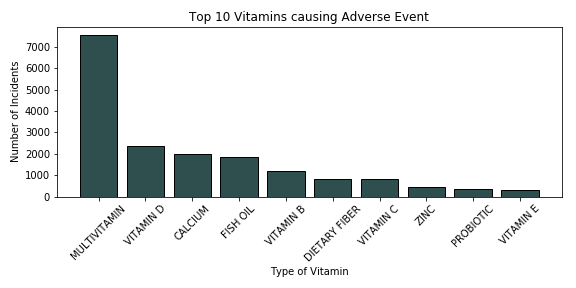 Top 10 Vitamins causing Adverse Event
Number of Incidents
7000
6000
5000
4000
3000
2000
1000
0
MULTIVITAMIN
VITAMIN D
CALCIUM
FISH OIL
VITAMIN B
DIETARY FIBER
VITAMIN C
ZINC
PROBIOTIC
VITAMIN E
Type of Vitamin